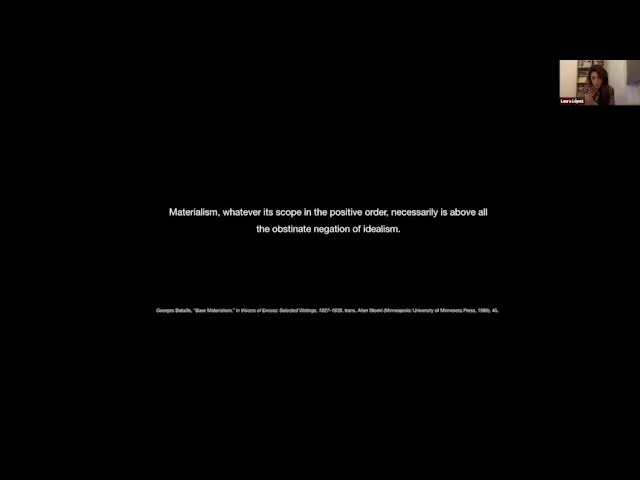 Laura López
Materialism, whatever its scope in the positive order, necessarily is above all
the obstinate negation of idealism.
Georges Bataille, "Base Materialism," in Visions of Excess: Selected Writings, 1927–1939, trans. Allan Stoekl (Minneapolis: University of Minnesota Press, 1985), 45.